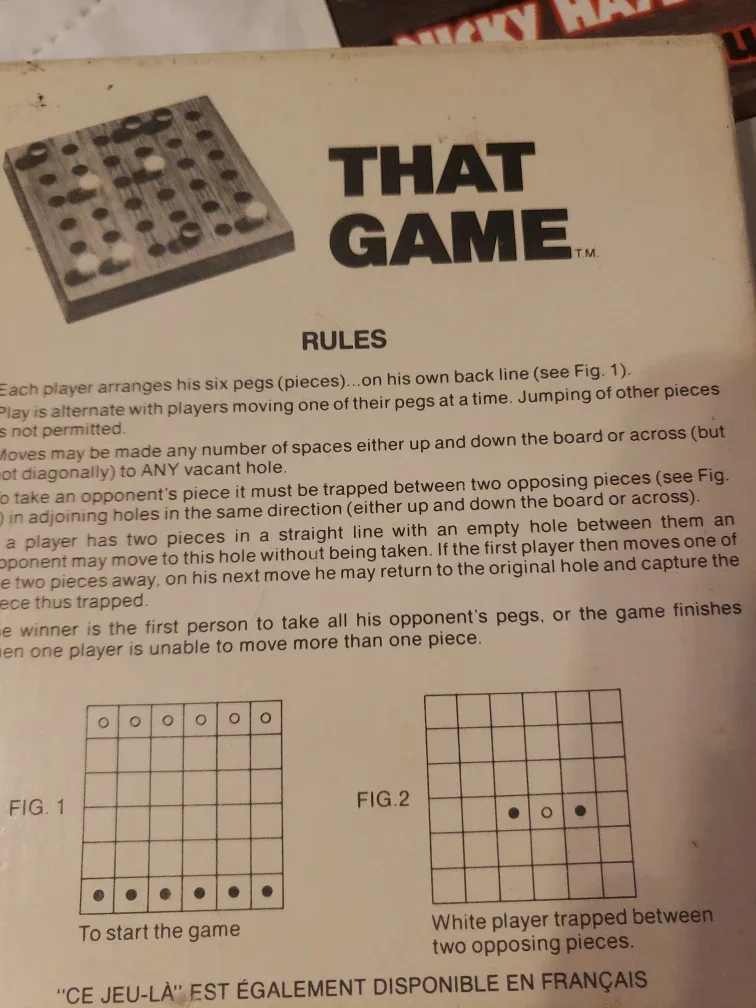 NICKY HA
THAT
GAME T.M.
RULES
Each player arranges his six pegs (pieces)...on his own back line (see Fig. 1).
Play is alternate with players moving one of their pegs at a time. Jumping of other pieces
s not permitted.
Moves may be made any number of spaces either up and down the board or across (but
ot diagonally) to ANY vacant hole.
o take an opponent's piece it must be trapped between two opposing pieces (see Fig.
) in adjoining holes in the same direction (either up and down the board or across).
a player has two pieces in a straight line with an empty hole between them an
pponent may move to this hole without being taken. If the first player then moves one of
e two pieces away, on his next move he may return to the original hole and capture the
ece thus trapped.
e winner is the first person to take all his opponent's pegs, or the game finishes
en one player is unable to move more than one piece.
FIG. 1
FIG.2
To start the game
White player trapped between
two opposing pieces.
"CE JEU-LÀ" EST ÉGALEMENT DISPONIBLE EN FRANÇAIS